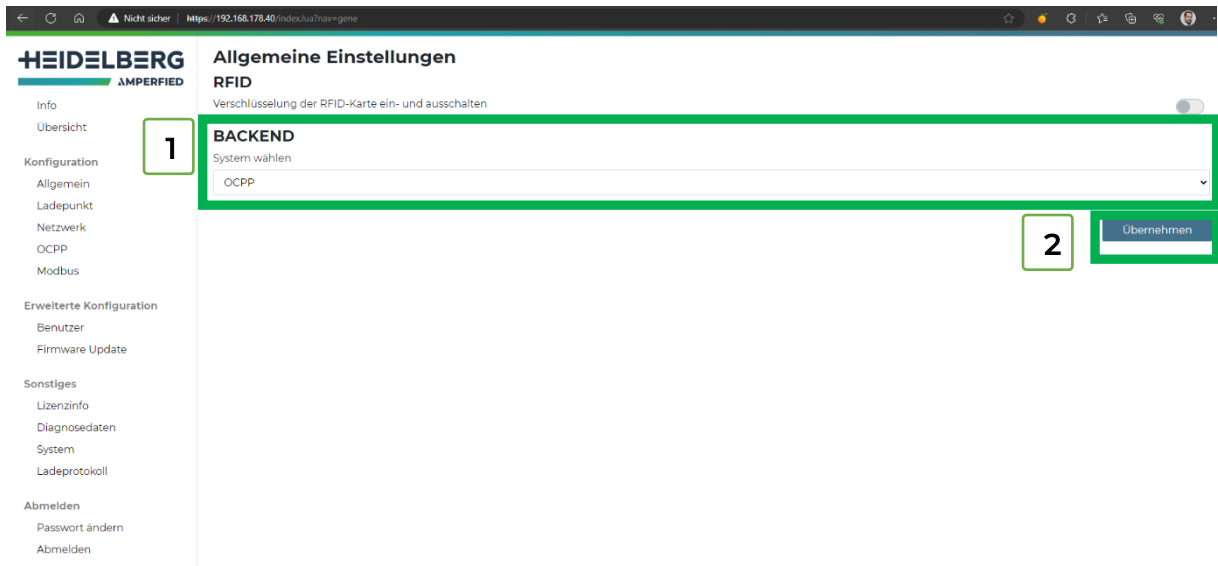 Nicht sicher | https://192.168.178.40/index.lua?nav=gene
HEIDELBERG
AMPERFIED
Info
Übersicht
Konfiguration
Allgemein
Ladepunkt
Netzwerk
OCPP
Modbus
Erweiterte Konfiguration
Benutzer
Firmware Update
Sonstiges
Lizenzinfo
Diagnosedaten
System
Ladeprotokoll
Abmelden
Passwort ändern
Abmelden
Allgemeine Einstellungen
RFID
Verschlüsselung der RFID-Karte ein- und ausschalten
1
BACKEND
System wählen
OCPP
2
Übernehmen